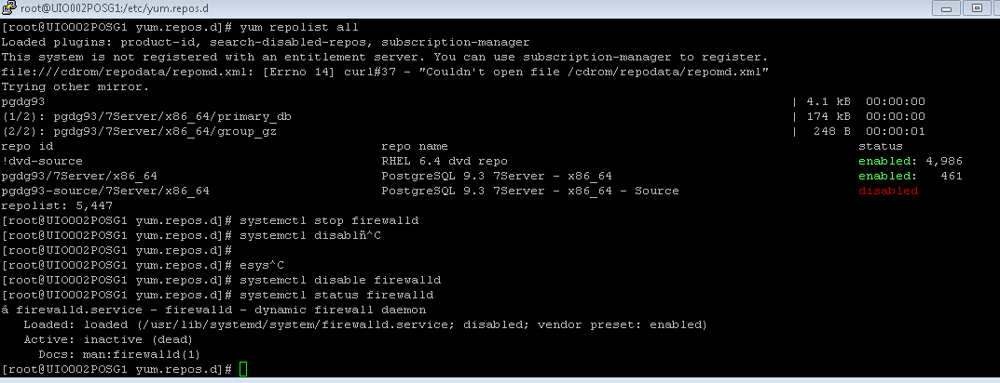 root@UIO002POSG1:/etc/yum.repos.d
[root@UIO002POSG1 yum.repos.d]# yum repolist all
Loaded plugins: product-id, search-disabled-repos, subscription-manager
This system is not registered with an entitlement server. You can use subscription-manager to register.
file:///cdrom/repodata/repomd.xml: [Errno 14] curl#37 - "Couldn't open file /cdrom/repodata/repomd.xml"
Trying other mirror.
pgdg93 | 4.1 kB 00:00:00
(1/2): pgdg93/7Server/x86_64/primary_db | 174 kB 00:00:00
(2/2): pgdg93/7Server/x86_64/group_gz | 248 B 00:00:01
repo id repo name status
!dvd-source RHEL 6.4 dvd repo enabled: 4,986
pgdg93/7Server/x86_64 PostgreSQL 9.3 7Server - x86_64 enabled: 461
pgdg93-source/7Server/x86_64 PostgreSQL 9.3 7Server - x86_64 - Source disabled
repolist: 5,447
[root@UIO002POSG1 yum.repos.d]# systemctl stop firewalld
[root@UIO002POSG1 yum.repos.d]# systemctl disablñ^C
[root@UIO002POSG1 yum.repos.d]#
[root@UIO002POSG1 yum.repos.d]# esys^C
[root@UIO002POSG1 yum.repos.d]# systemctl disable firewalld
[root@UIO002POSG1 yum.repos.d]# systemctl status firewalld
â firewalld.service - firewalld - dynamic firewall daemon
Loaded: loaded (/usr/lib/systemd/system/firewalld.service; disabled; vendor preset: enabled)
Active: inactive (dead)
Docs: man:firewalld(1)
[root@UIO002POSG1 yum.repos.d]#